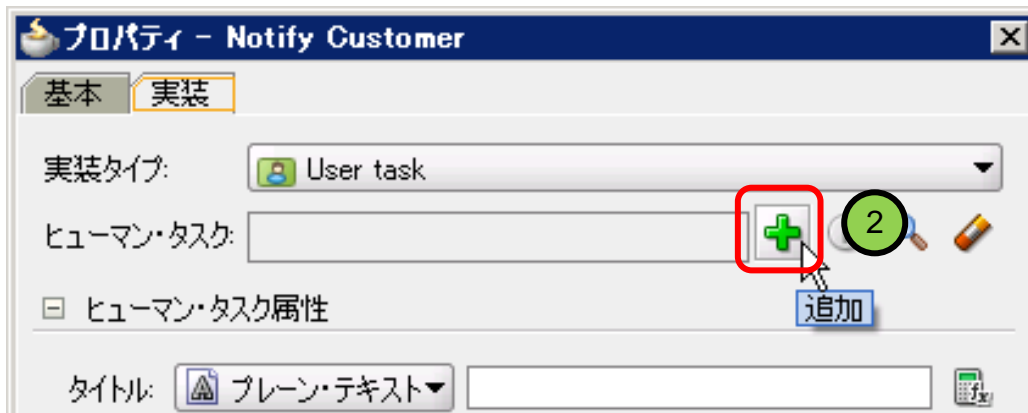 プロパティ - Notify Customer
基本 実装
実装タイプ: User task
ヒューマン・タスク: 2
追加
ヒューマン・タスク属性
タイトル: プレーン・テキスト